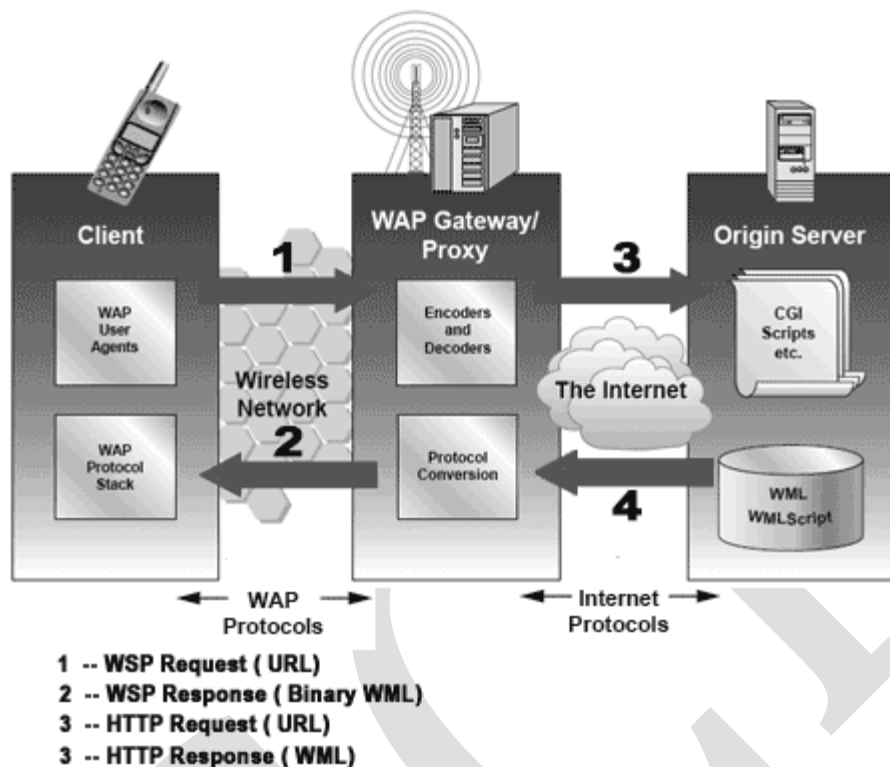 Client
WAP Gateway/
Proxy
Origin Server
1
3
WAP
User
Agents
Encoders
and
Decoders
CGI
Scripts
etc.
Wireless
Network
The Internet
2
4
WAP
Protocol
Stack
Protocol
Conversion
WML
WMLScript
WAP
Protocols
Internet
Protocols
1 -- WSP Request ( URL)
2 -- WSP Response ( Binary WML)
3 -- HTTP Request ( URL)
3 -- HTTP Response ( WML)